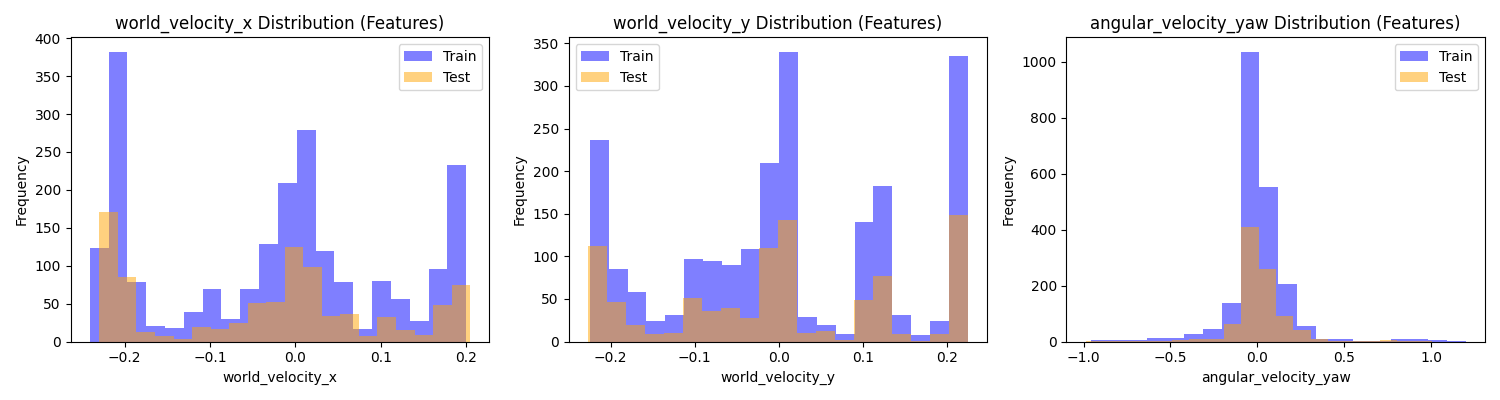 world_velocity_x Distribution (Features)
400
350
300
250
200
150
100
50
0
Frequency
−0.2
−0.1
0.0
0.1
0.2
world_velocity_x
Train
Test
world_velocity_y Distribution (Features)
350
300
250
200
150
100
50
0
Frequency
−0.2
−0.1
0.0
0.1
0.2
world_velocity_y
Train
Test
angular_velocity_yaw Distribution (Features)
1000
800
600
400
200
0
Frequency
−1.0
−0.5
0.0
0.5
1.0
angular_velocity_yaw
Train
Test